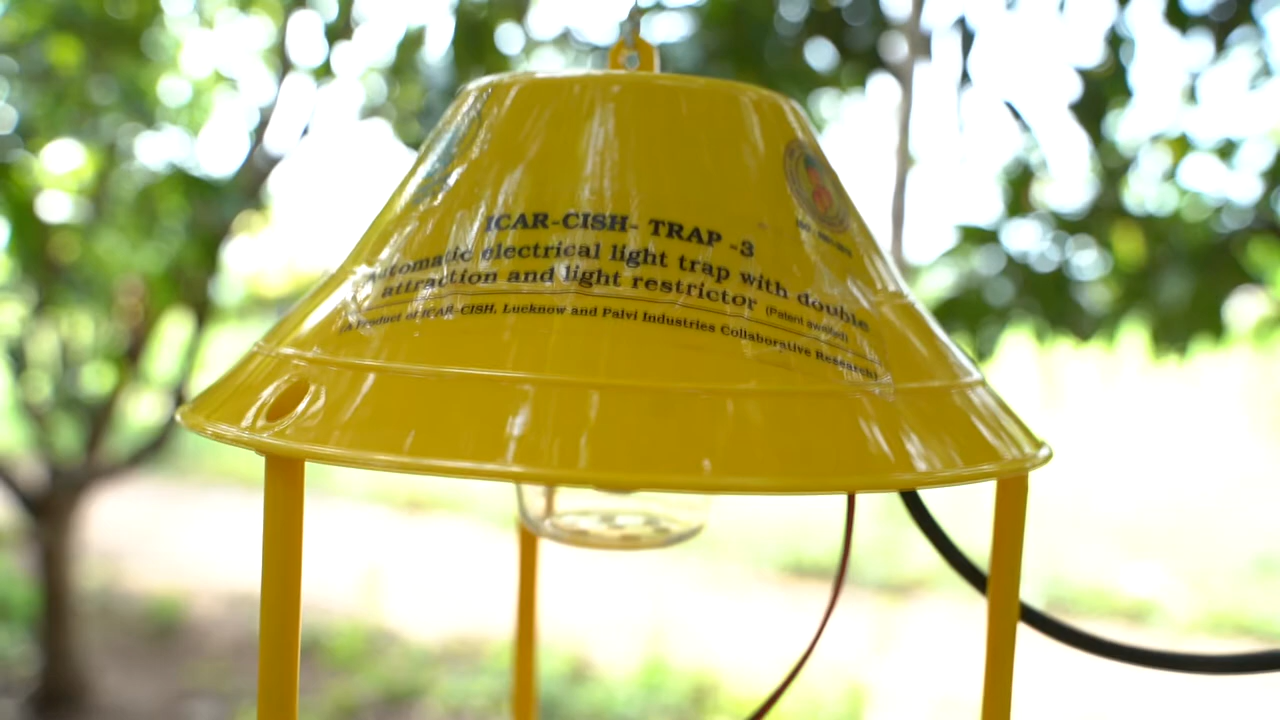 ICAR-CISH- TRAP -3
Automatic electrical light trap with double
attraction and light restrictor (Patent awaited)
(A Product of ICAR-CISH, Lucknow and Palvi Industries Collaborative Research)